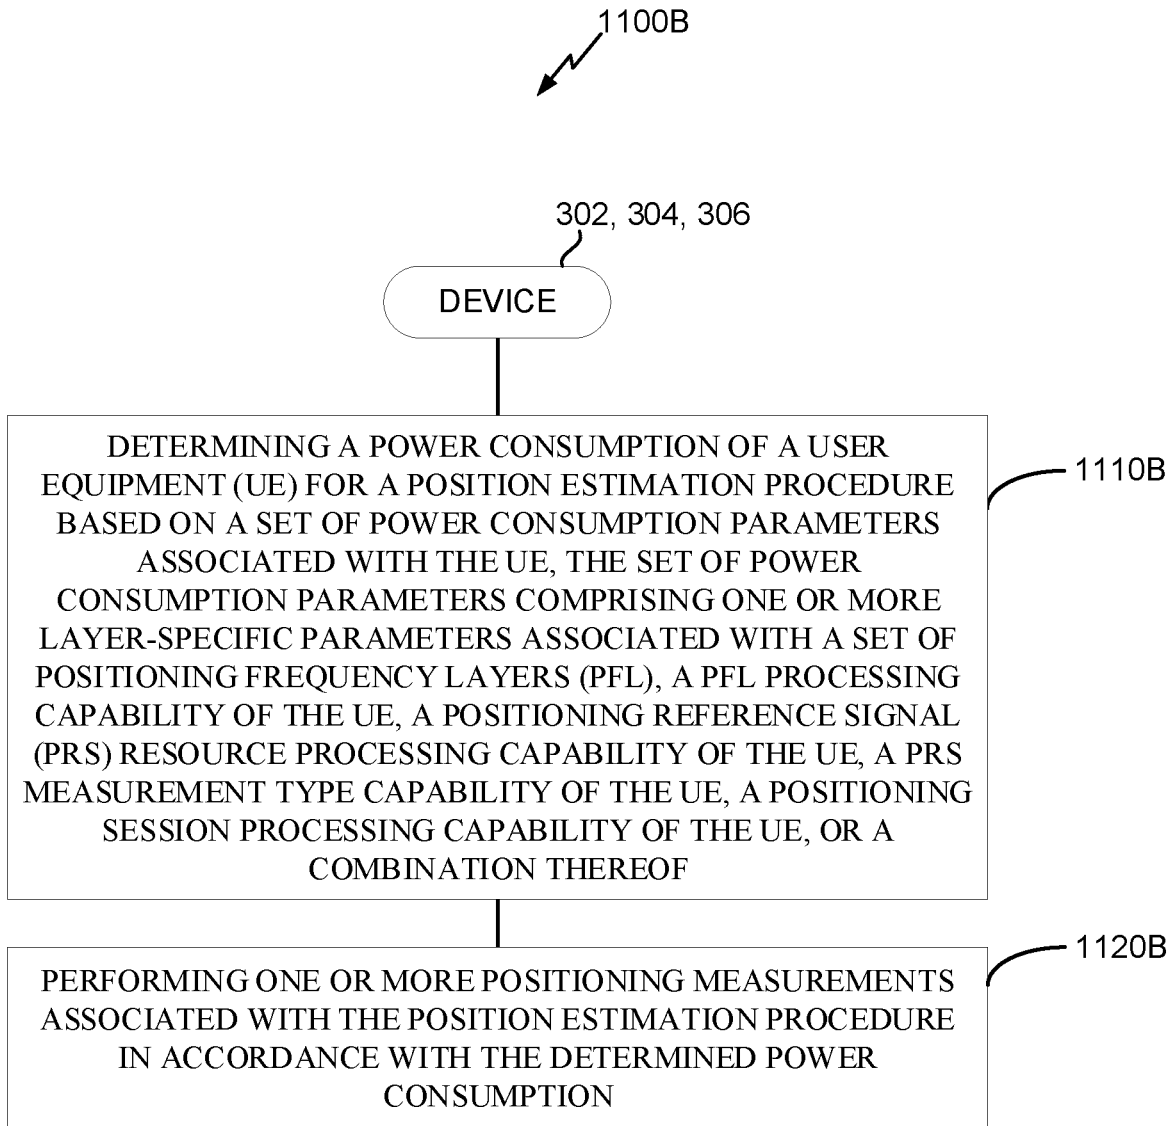 1100B
302, 304, 306
DEVICE
DETERMINING A POWER CONSUMPTION OF A USER
EQUIPMENT (UE) FOR A POSITION ESTIMATION PROCEDURE
BASED ON A SET OF POWER CONSUMPTION PARAMETERS
ASSOCIATED WITH THE UE, THE SET OF POWER
CONSUMPTION PARAMETERS COMPRISING ONE OR MORE
LAYER-SPECIFIC PARAMETERS ASSOCIATED WITH A SET OF
POSITIONING FREQUENCY LAYERS (PFL), A PFL PROCESSING
CAPABILITY OF THE UE, A POSITIONING REFERENCE SIGNAL
(PRS) RESOURCE PROCESSING CAPABILITY OF THE UE, A PRS
MEASUREMENT TYPE CAPABILITY OF THE UE, A POSITIONING
SESSION PROCESSING CAPABILITY OF THE UE, OR A
COMBINATION THEREOF
1110B
PERFORMING ONE OR MORE POSITIONING MEASUREMENTS
ASSOCIATED WITH THE POSITION ESTIMATION PROCEDURE
IN ACCORDANCE WITH THE DETERMINED POWER
CONSUMPTION
1120B